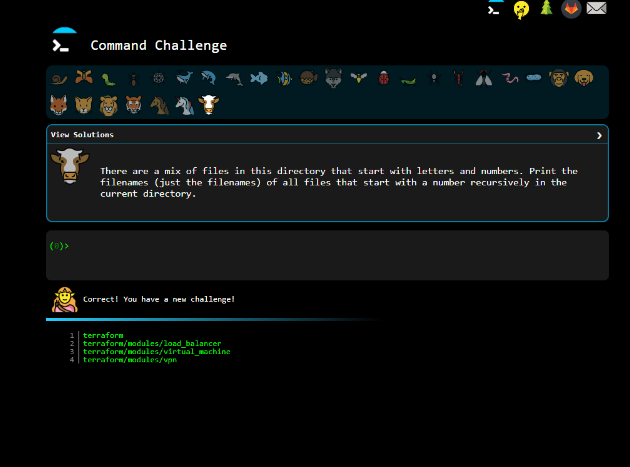 Command Challenge
View Solutions
There are a mix of files in this directory that start with letters and numbers. Print the
filenames (just the filenames) of all files that start with a number recursively in the
current directory.
Correct! You have a new challenge!
1 terraform
2 terraform/modules/load_balancer
3 terraform/modules/virtual_machine
4 terraform/modules/vpn